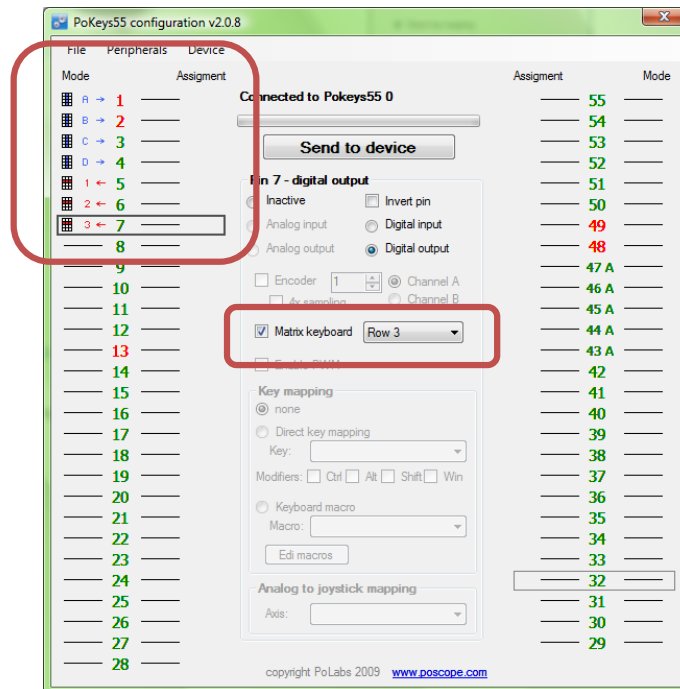 PoKeys55 configuration v2.0.8
File Peripherals Device
Mode Assigment Assigment Mode
A → 1 55
B → 2 54
C → 3 53
D → 4 52
1 ← 5 51
2 ← 6 50
3 ← 7 49
8 48
9 47 A
10 46 A
11 45 A
12 44 A
13 43 A
14 42
15 41
16 40
17 39
18 38
19 37
20 36
21 35
22 34
23 33
24 32
25 31
26 30
27 29
28
Connected to Pokeys55 0
Send to device
Pin 7 - digital output
Inactive Invert pin
Analog input Digital input
Analog output Digital output
Encoder 1 Channel A
4x sampling Channel B
Matrix keyboard Row 3
Enable PWM
Key mapping
none
Direct key mapping
Key:
Modifiers: Ctrl Alt Shift Win
Keyboard macro
Macro:
Edi macros
Analog to joystick mapping
Axis:
copyright PoLabs 2009 www.poscope.com